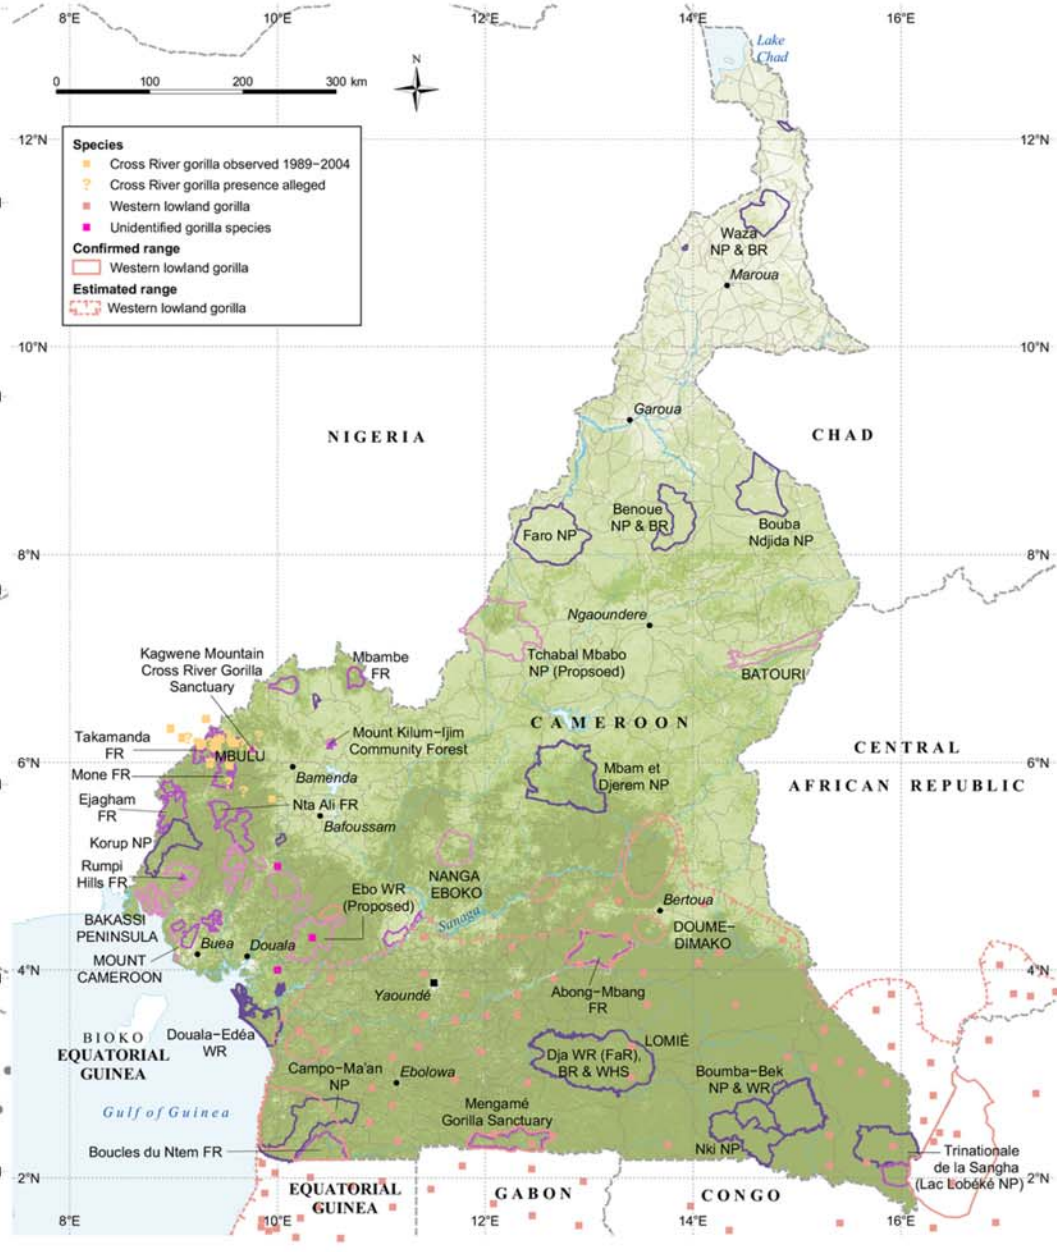 8°E
10°E
12°E
14°E
16°E
Lake
Chad
N
0
100
200
300 km
12°N
12°N
Species
Cross River gorilla observed 1989–2004
? Cross River gorilla presence alleged
Western lowland gorilla
Unidentified gorilla species
Confirmed range
Western lowland gorilla
Estimated range
Western lowland gorilla
Waza
NP & BR
Maroua
10°N
10°N
Garoua
NIGERIA
CHAD
Benoue
NP & BR
Faro NP
Bouba
Ndjida NP
8°N
8°N
Ngaoundere
Tchabal Mbabo
NP (Propsoed)
BATOURI
Kagwene Mountain
Cross River Gorilla
Sanctuary
Mbambe
FR
CAMEROON
Takamanda
FR
MBULU
Mount Kilum–Ijim
Community Forest
CENTRAL
AFRICAN REPUBLIC
6°N
6°N
Mone FR
Bamenda
Mbam et
Djerem NP
Ejagham
FR
Nta Ali FR
Bafoussam
Korup NP
Rumpi
Hills FR
NANGA
EBOKO
Ebo WR
(Proposed)
Sanaga
Bertoua
BAKASSI
PENINSULA
DOUME–
DIMAKO
Buea
Douala
MOUNT
CAMEROON
4°N
4°N
Yaoundé
Abong–Mbang
FR
BIOKO
EQUATORIAL
GUINEA
Douala–Edéa
WR
LOMIÉ
Dja WR (FaR),
BR & WHS
Campo–Ma'an
NP
Ebolowa
Boumba–Bek
NP & WR
Gulf of Guinea
Mengamé
Gorilla Sanctuary
Boucles du Ntem FR
Nki NP
Trinationale
de la Sangha
(Lac Lobéké NP)
2°N
2°N
EQUATORIAL
GUINEA
GABON
CONGO
8°E
10°E
12°E
14°E
16°E